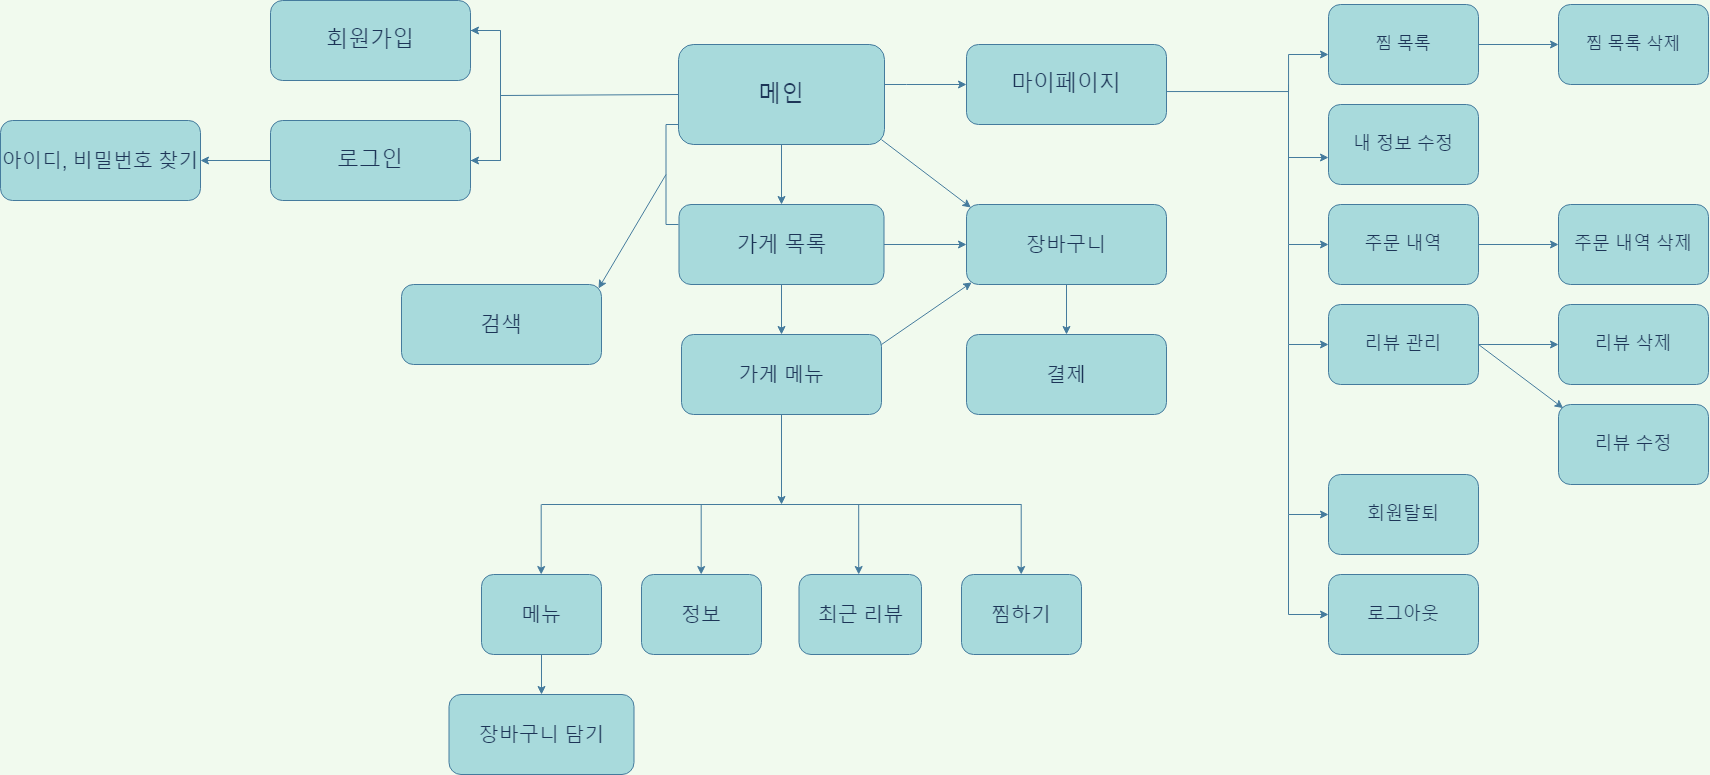 회원가입
메인
마이페이지
찜 목록
찜 목록 삭제
아이디, 비밀번호 찾기
로그인
내 정보 수정
가게 목록
장바구니
주문 내역
주문 내역 삭제
검색
가게 메뉴
결제
리뷰 관리
리뷰 삭제
리뷰 수정
회원탈퇴
메뉴
정보
최근 리뷰
찜하기
로그아웃
장바구니 담기